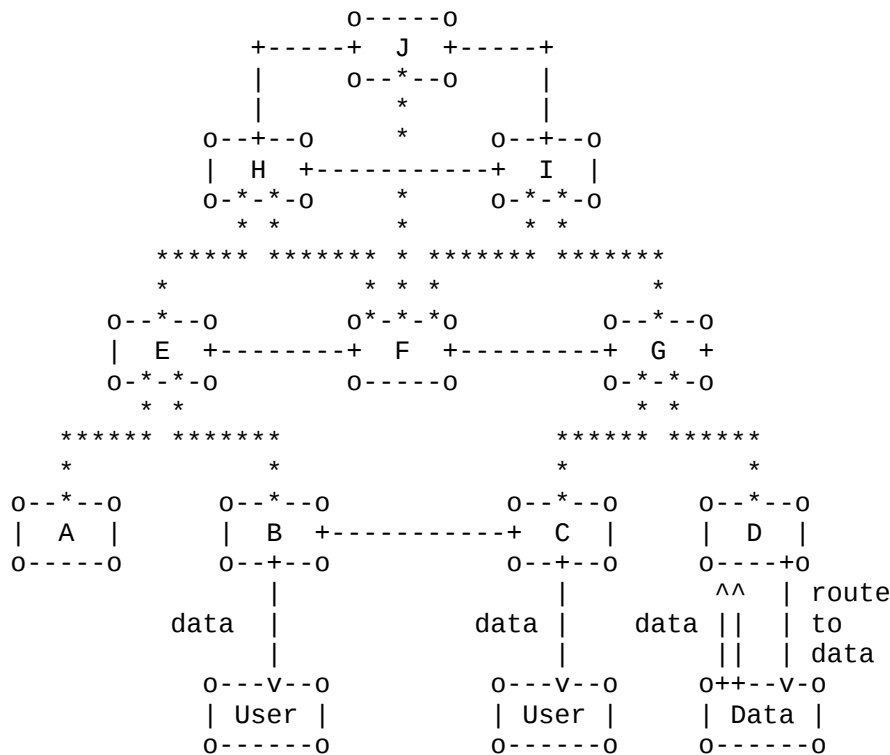 J
H I
E F G
A B C D
route
data data data to
data
User User Data